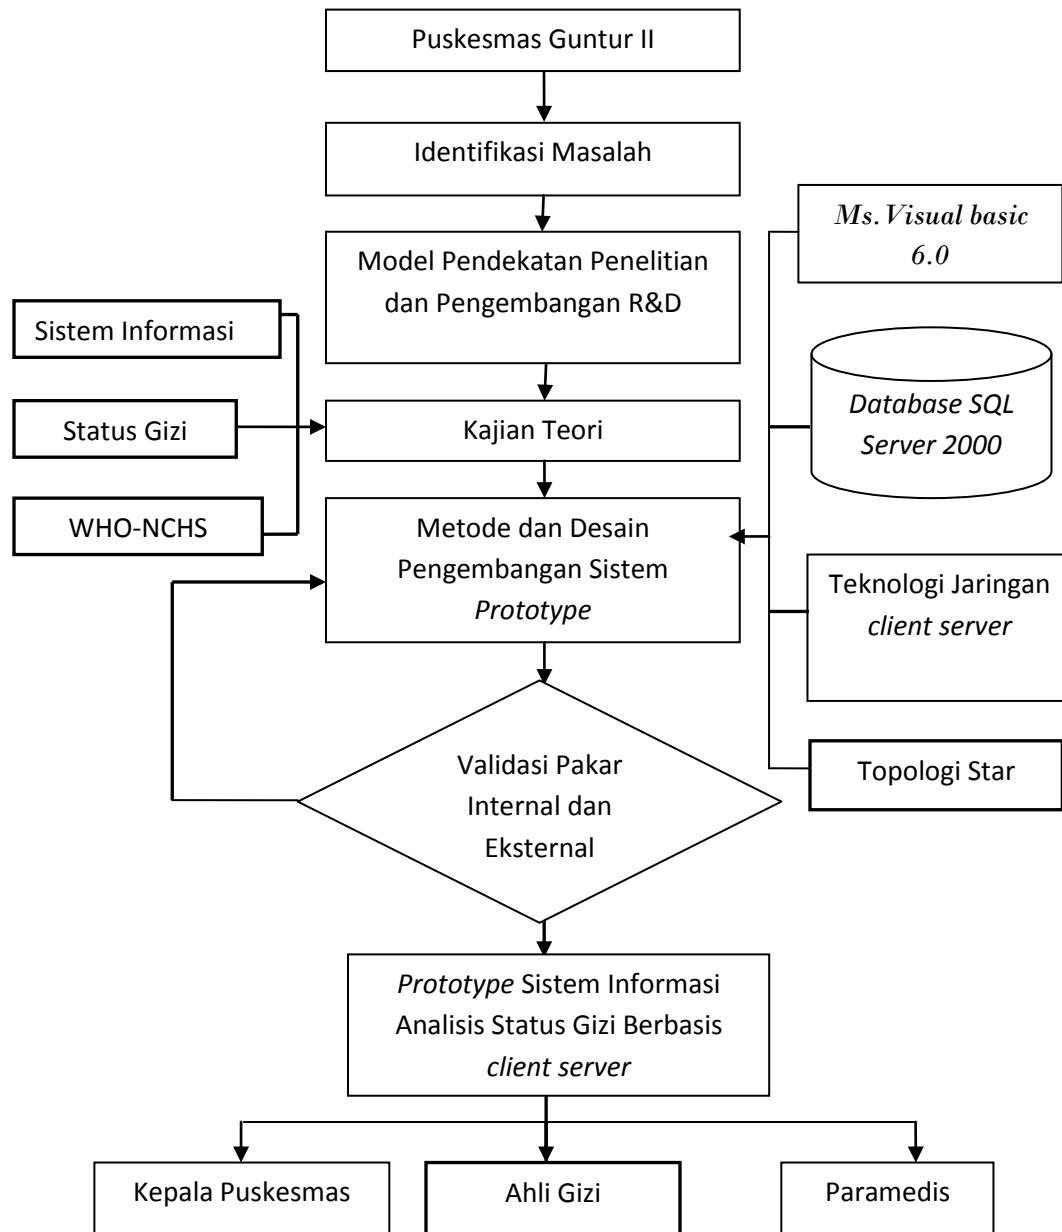 Puskesmas Guntur II
Identifikasi Masalah
Model Pendekatan Penelitian
dan Pengembangan R&D
Sistem Informasi
Status Gizi
WHO-NCHS
Kajian Teori
Ms. Visual basic
6.0
Database SQL
Server 2000
Teknologi Jaringan
client server
Topologi Star
Metode dan Desain
Pengembangan Sistem
Prototype
Validasi Pakar
Internal dan
Eksternal
Prototype Sistem Informasi
Analisis Status Gizi Berbasis
client server
Kepala Puskesmas
Ahli Gizi
Paramedis